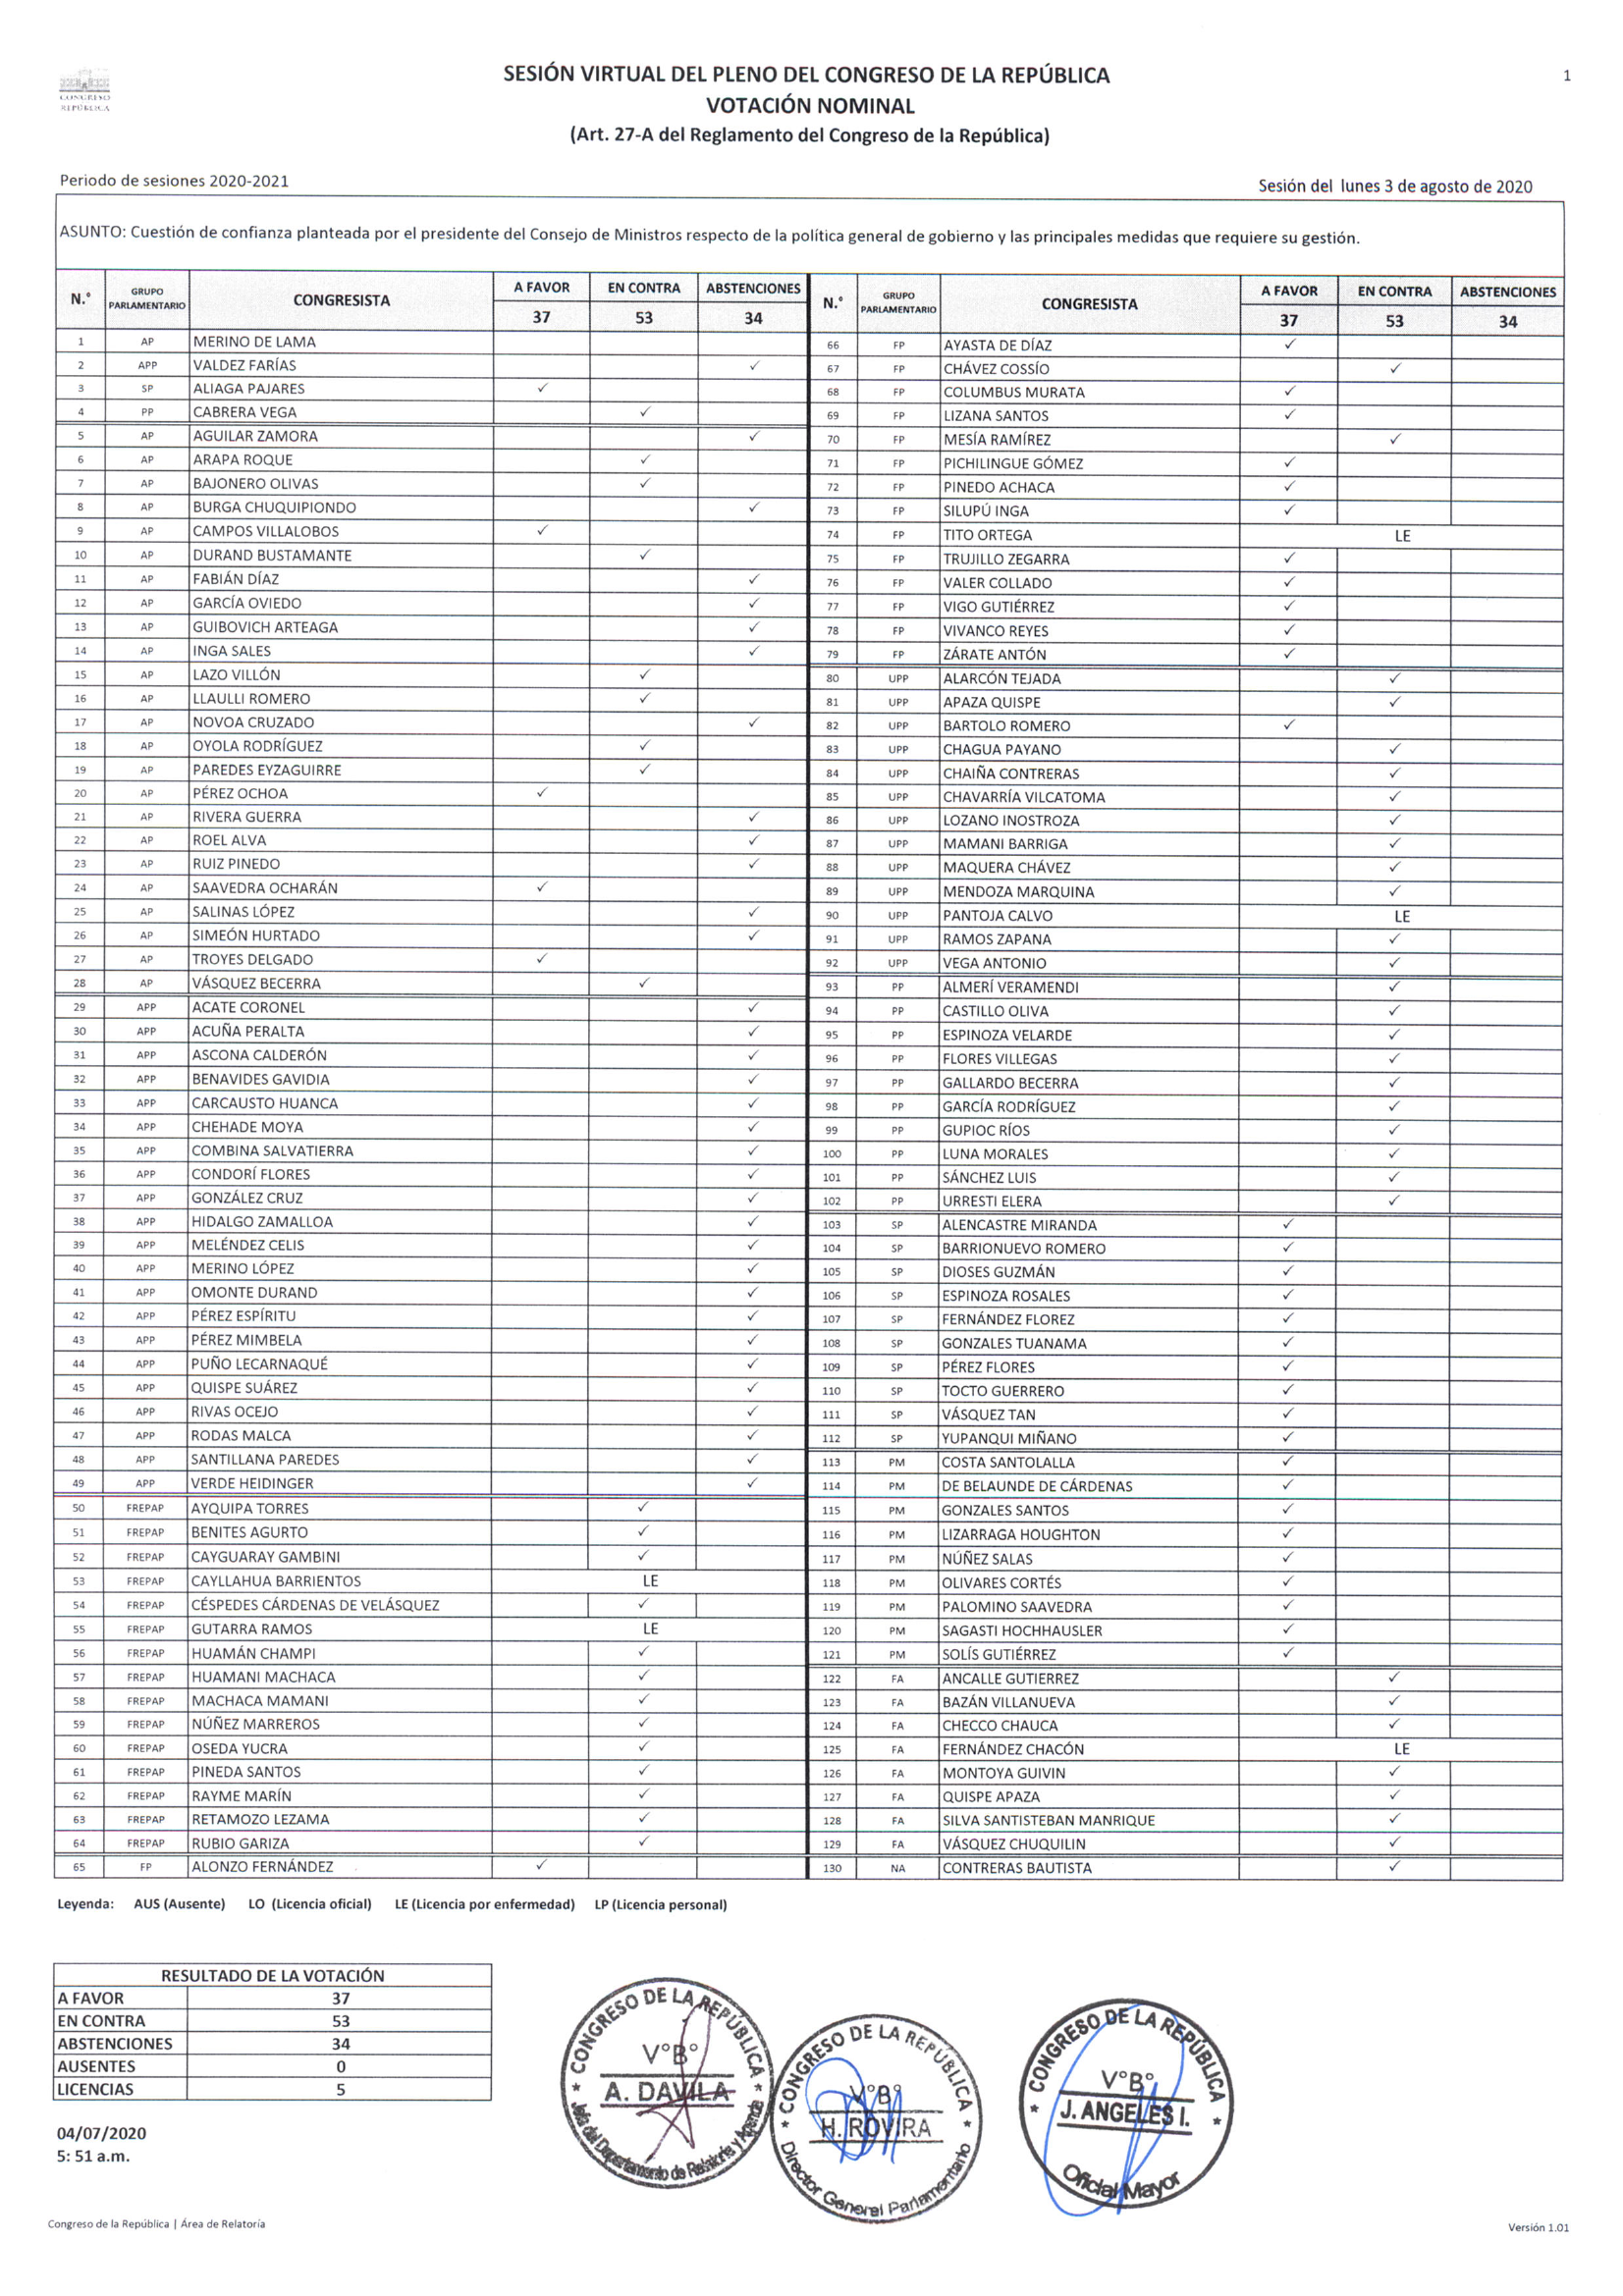 CONGRESO
REPÚBLICA
SESIÓN VIRTUAL DEL PLENO DEL CONGRESO DE LA REPÚBLICA
1
VOTACIÓN NOMINAL
(Art. 27-A del Reglamento del Congreso de la República)
Periodo de sesiones 2020-2021
Sesión del lunes 3 de agosto de 2020
ASUNTO: Cuestión de confianza planteada por el presidente del Consejo de Ministros respecto de la política general de gobierno y las principales medidas que requiere su gestión.
N.° GRUPO PARLAMENTARIO CONGRESISTA A FAVOR EN CONTRA ABSTENCIONES
37 53 34
1 AP MERINO DE LAMA
2 APP VALDEZ FARÍAS ✓
3 SP ALIAGA PAJARES ✓
4 PP CABRERA VEGA ✓
5 AP AGUILAR ZAMORA ✓
6 AP ARAPA ROQUE ✓
7 AP BAJONERO OLIVAS ✓
8 AP BURGA CHUQUIPIONDO ✓
9 AP CAMPOS VILLALOBOS ✓
10 AP DURAND BUSTAMANTE ✓
11 AP FABIÁN DÍAZ ✓
12 AP GARCÍA OVIEDO ✓
13 AP GUIBOVICH ARTEAGA ✓
14 AP INGA SALES ✓
15 AP LAZO VILLÓN ✓
16 AP LLAULLI ROMERO ✓
17 AP NOVOA CRUZADO ✓
18 AP OYOLA RODRÍGUEZ ✓
19 AP PAREDES EYZAGUIRRE ✓
20 AP PÉREZ OCHOA ✓
21 AP RIVERA GUERRA ✓
22 AP ROEL ALVA ✓
23 AP RUIZ PINEDO ✓
24 AP SAAVEDRA OCHARÁN ✓
25 AP SALINAS LÓPEZ ✓
26 AP SIMEÓN HURTADO ✓
27 AP TROYES DELGADO ✓
28 AP VÁSQUEZ BECERRA ✓
29 APP ACATE CORONEL ✓
30 APP ACUÑA PERALTA ✓
31 APP ASCONA CALDERÓN ✓
32 APP BENAVIDES GAVIDIA ✓
33 APP CARCAUSTO HUANCA ✓
34 APP CHEHADE MOYA ✓
35 APP COMBINA SALVATIERRA ✓
36 APP CONDORÍ FLORES ✓
37 APP GONZÁLEZ CRUZ ✓
38 APP HIDALGO ZAMALLOA ✓
39 APP MELÉNDEZ CELIS ✓
40 APP MERINO LÓPEZ ✓
41 APP OMONTE DURAND ✓
42 APP PÉREZ ESPÍRITU ✓
43 APP PÉREZ MIMBELA ✓
44 APP PUÑO LECARNAQUÉ ✓
45 APP QUISPE SUÁREZ ✓
46 APP RIVAS OCEJO ✓
47 APP RODAS MALCA ✓
48 APP SANTILLANA PAREDES ✓
49 APP VERDE HEIDINGER ✓
50 FREPAP AYQUIPA TORRES ✓
51 FREPAP BENITES AGURTO ✓
52 FREPAP CAYGUARAY GAMBINI ✓
53 FREPAP CAYLLAHUA BARRIENTOS LE
54 FREPAP CÉSPEDES CÁRDENAS DE VELÁSQUEZ ✓
55 FREPAP GUTARRA RAMOS LE
56 FREPAP HUAMÁN CHAMPI ✓
57 FREPAP HUAMANI MACHACA ✓
58 FREPAP MACHACA MAMANI ✓
59 FREPAP NÚÑEZ MARREROS ✓
60 FREPAP OSEDA YUCRA ✓
61 FREPAP PINEDA SANTOS ✓
62 FREPAP RAYME MARÍN ✓
63 FREPAP RETAMOZO LEZAMA ✓
64 FREPAP RUBIO GARIZA ✓
65 FP ALONZO FERNÁNDEZ ✓
N.° GRUPO PARLAMENTARIO CONGRESISTA A FAVOR EN CONTRA ABSTENCIONES
37 53 34
66 FP AYASTA DE DÍAZ ✓
67 FP CHÁVEZ COSSÍO ✓
68 FP COLUMBUS MURATA ✓
69 FP LIZANA SANTOS ✓
70 FP MESÍA RAMÍREZ ✓
71 FP PICHILINGUE GÓMEZ ✓
72 FP PINEDO ACHACA ✓
73 FP SILUPÚ INGA ✓
74 FP TITO ORTEGA LE
75 FP TRUJILLO ZEGARRA ✓
76 FP VALER COLLADO ✓
77 FP VIGO GUTIÉRREZ ✓
78 FP VIVANCO REYES ✓
79 FP ZÁRATE ANTÓN ✓
80 UPP ALARCÓN TEJADA ✓
81 UPP APAZA QUISPE ✓
82 UPP BARTOLO ROMERO ✓
83 UPP CHAGUA PAYANO ✓
84 UPP CHAIÑA CONTRERAS ✓
85 UPP CHAVARRÍA VILCATOMA ✓
86 UPP LOZANO INOSTROZA ✓
87 UPP MAMANI BARRIGA ✓
88 UPP MAQUERA CHÁVEZ ✓
89 UPP MENDOZA MARQUINA ✓
90 UPP PANTOJA CALVO LE
91 UPP RAMOS ZAPANA ✓
92 UPP VEGA ANTONIO ✓
93 PP ALMERÍ VERAMENDI ✓
94 PP CASTILLO OLIVA ✓
95 PP ESPINOZA VELARDE ✓
96 PP FLORES VILLEGAS ✓
97 PP GALLARDO BECERRA ✓
98 PP GARCÍA RODRÍGUEZ ✓
99 PP GUPIOC RÍOS ✓
100 PP LUNA MORALES ✓
101 PP SÁNCHEZ LUIS ✓
102 PP URRESTI ELERA ✓
103 SP ALENCASTRE MIRANDA ✓
104 SP BARRIONUEVO ROMERO ✓
105 SP DIOSES GUZMÁN ✓
106 SP ESPINOZA ROSALES ✓
107 SP FERNÁNDEZ FLOREZ ✓
108 SP GONZALES TUANAMA ✓
109 SP PÉREZ FLORES ✓
110 SP TOCTO GUERRERO ✓
111 SP VÁSQUEZ TAN ✓
112 SP YUPANQUI MIÑANO ✓
113 PM COSTA SANTOLALLA ✓
114 PM DE BELAUNDE DE CÁRDENAS ✓
115 PM GONZALES SANTOS ✓
116 PM LIZARRAGA HOUGHTON ✓
117 PM NÚÑEZ SALAS ✓
118 PM OLIVARES CORTÉS ✓
119 PM PALOMINO SAAVEDRA ✓
120 PM SAGASTI HOCHHAUSLER ✓
121 PM SOLÍS GUTIÉRREZ ✓
122 FA ANCALLE GUTIERREZ ✓
123 FA BAZÁN VILLANUEVA ✓
124 FA CHECCO CHAUCA ✓
125 FA FERNÁNDEZ CHACÓN LE
126 FA MONTOYA GUIVIN ✓
127 FA QUISPE APAZA ✓
128 FA SILVA SANTISTEBAN MANRIQUE ✓
129 FA VÁSQUEZ CHUQUILIN ✓
130 NA CONTRERAS BAUTISTA ✓
Leyenda: AUS (Ausente) LO (Licencia oficial) LE (Licencia por enfermedad) LP (Licencia personal)
RESULTADO DE LA VOTACIÓN
A FAVOR 37
EN CONTRA 53
ABSTENCIONES 34
AUSENTES 0
LICENCIAS 5
04/07/2020
5: 51 a.m.
CONGRESO DE LA REPÚBLICA
V°B°
A. DAVILA
Jefa del Departamento de Relatoría y Agenda
CONGRESO DE LA REPÚBLICA
V°B°
H. ROVIRA
Director General Parlamentario
CONGRESO DE LA REPÚBLICA
V°B°
J. ANGELES I.
Oficial Mayor
Congreso de la República | Área de Relatoría
Versión 1.01